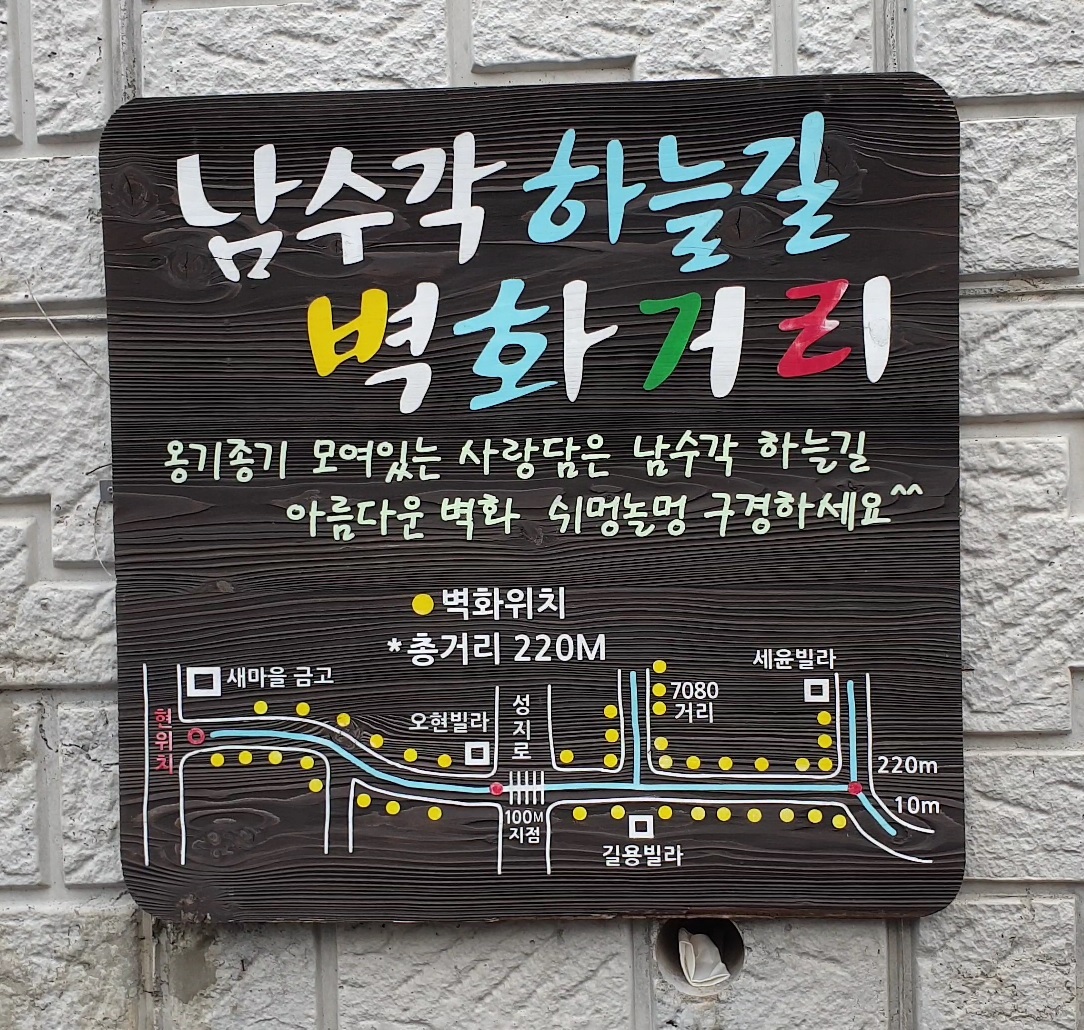 남수각 하늘길
벽화거리
옹기종기 모여있는 사랑담은 남수각 하늘길
아름다운 벽화 쉬멍놀멍 구경하세요^^
벽화위치
*총거리 220M
세윤빌라
새마을 금고
7080
거리
성지로
오현빌라
현위치
220m
10m
100M
지점
길용빌라